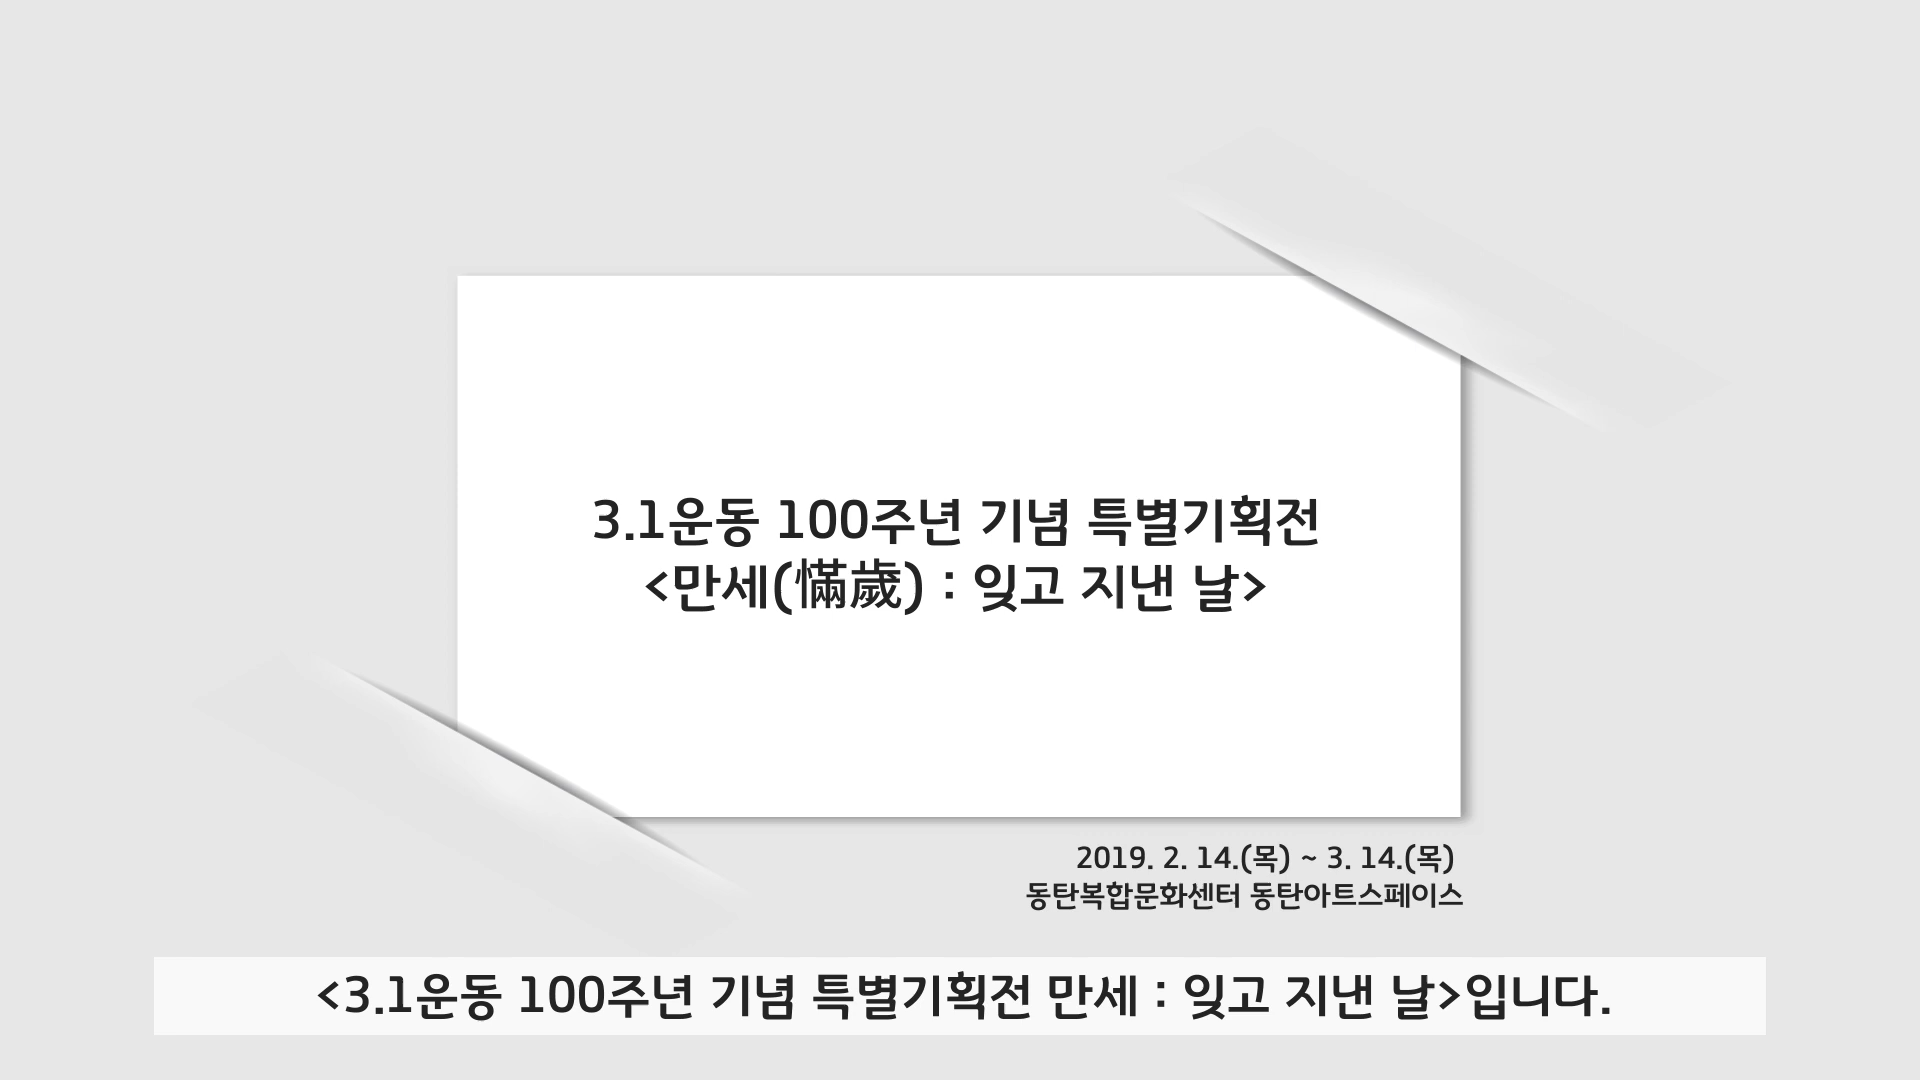 3.1운동 100주년 기념 특별기획전
<만세(慲歲) : 잊고 지낸 날>
2019. 2. 14.(목) ~ 3. 14.(목)
동탄복합문화센터 동탄아트스페이스
<3.1운동 100주년 기념 특별기획전 만세 : 잊고 지낸 날>입니다.